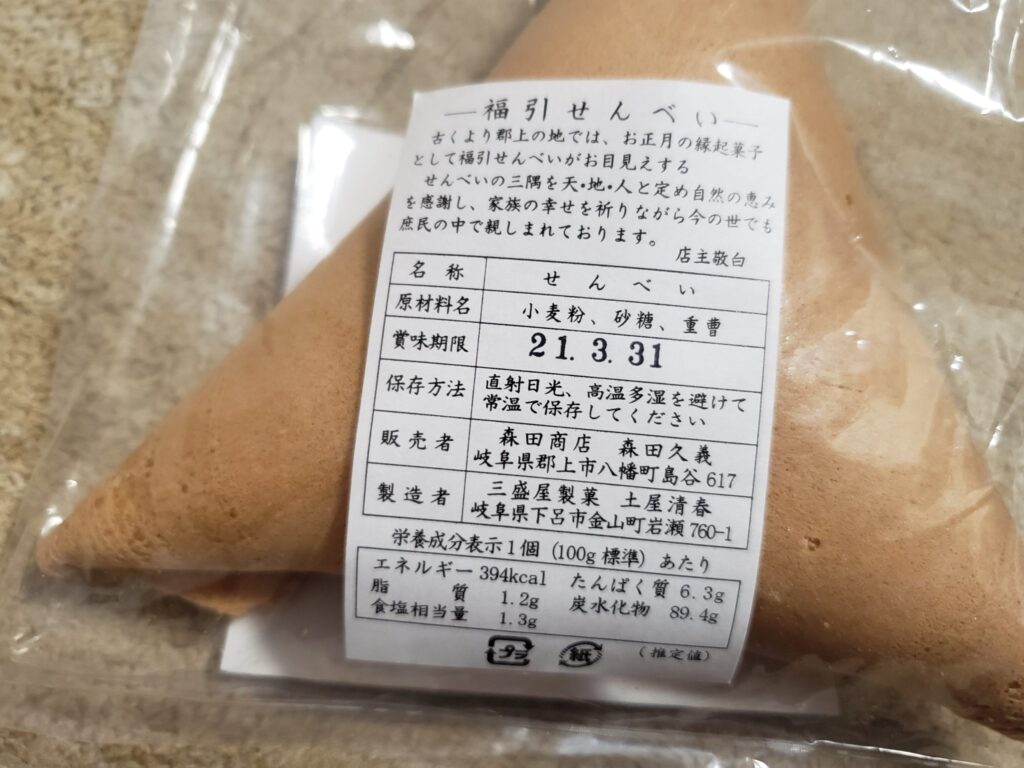 ―福引せんべい―
古くより郡上の地では、お正月の縁起菓子
として福引せんべいがお目見えする
せんべいの三隅を天・地・人と定め自然の恵み
を感謝し、家族の幸せを祈りながら今の世でも
庶民の中で親しまれております。
店主敬白
名称 せんべい
原材料名 小麦粉、砂糖、重曹
賞味期限 21.3.31
保存方法 直射日光、高温多湿を避けて
常温で保存してください
販売者 森田商店 森田久義
岐阜県郡上市八幡町島谷617
製造者 三盛屋製菓 土屋清春
岐阜県下呂市金山町岩瀬760-1
栄養成分表示1個(100g標準)あたり
エネルギー 394kcal たんぱく質 6.3g
脂質 1.2g 炭水化物 89.4g
食塩相当量 1.3g
プラ 紙 (推定値)